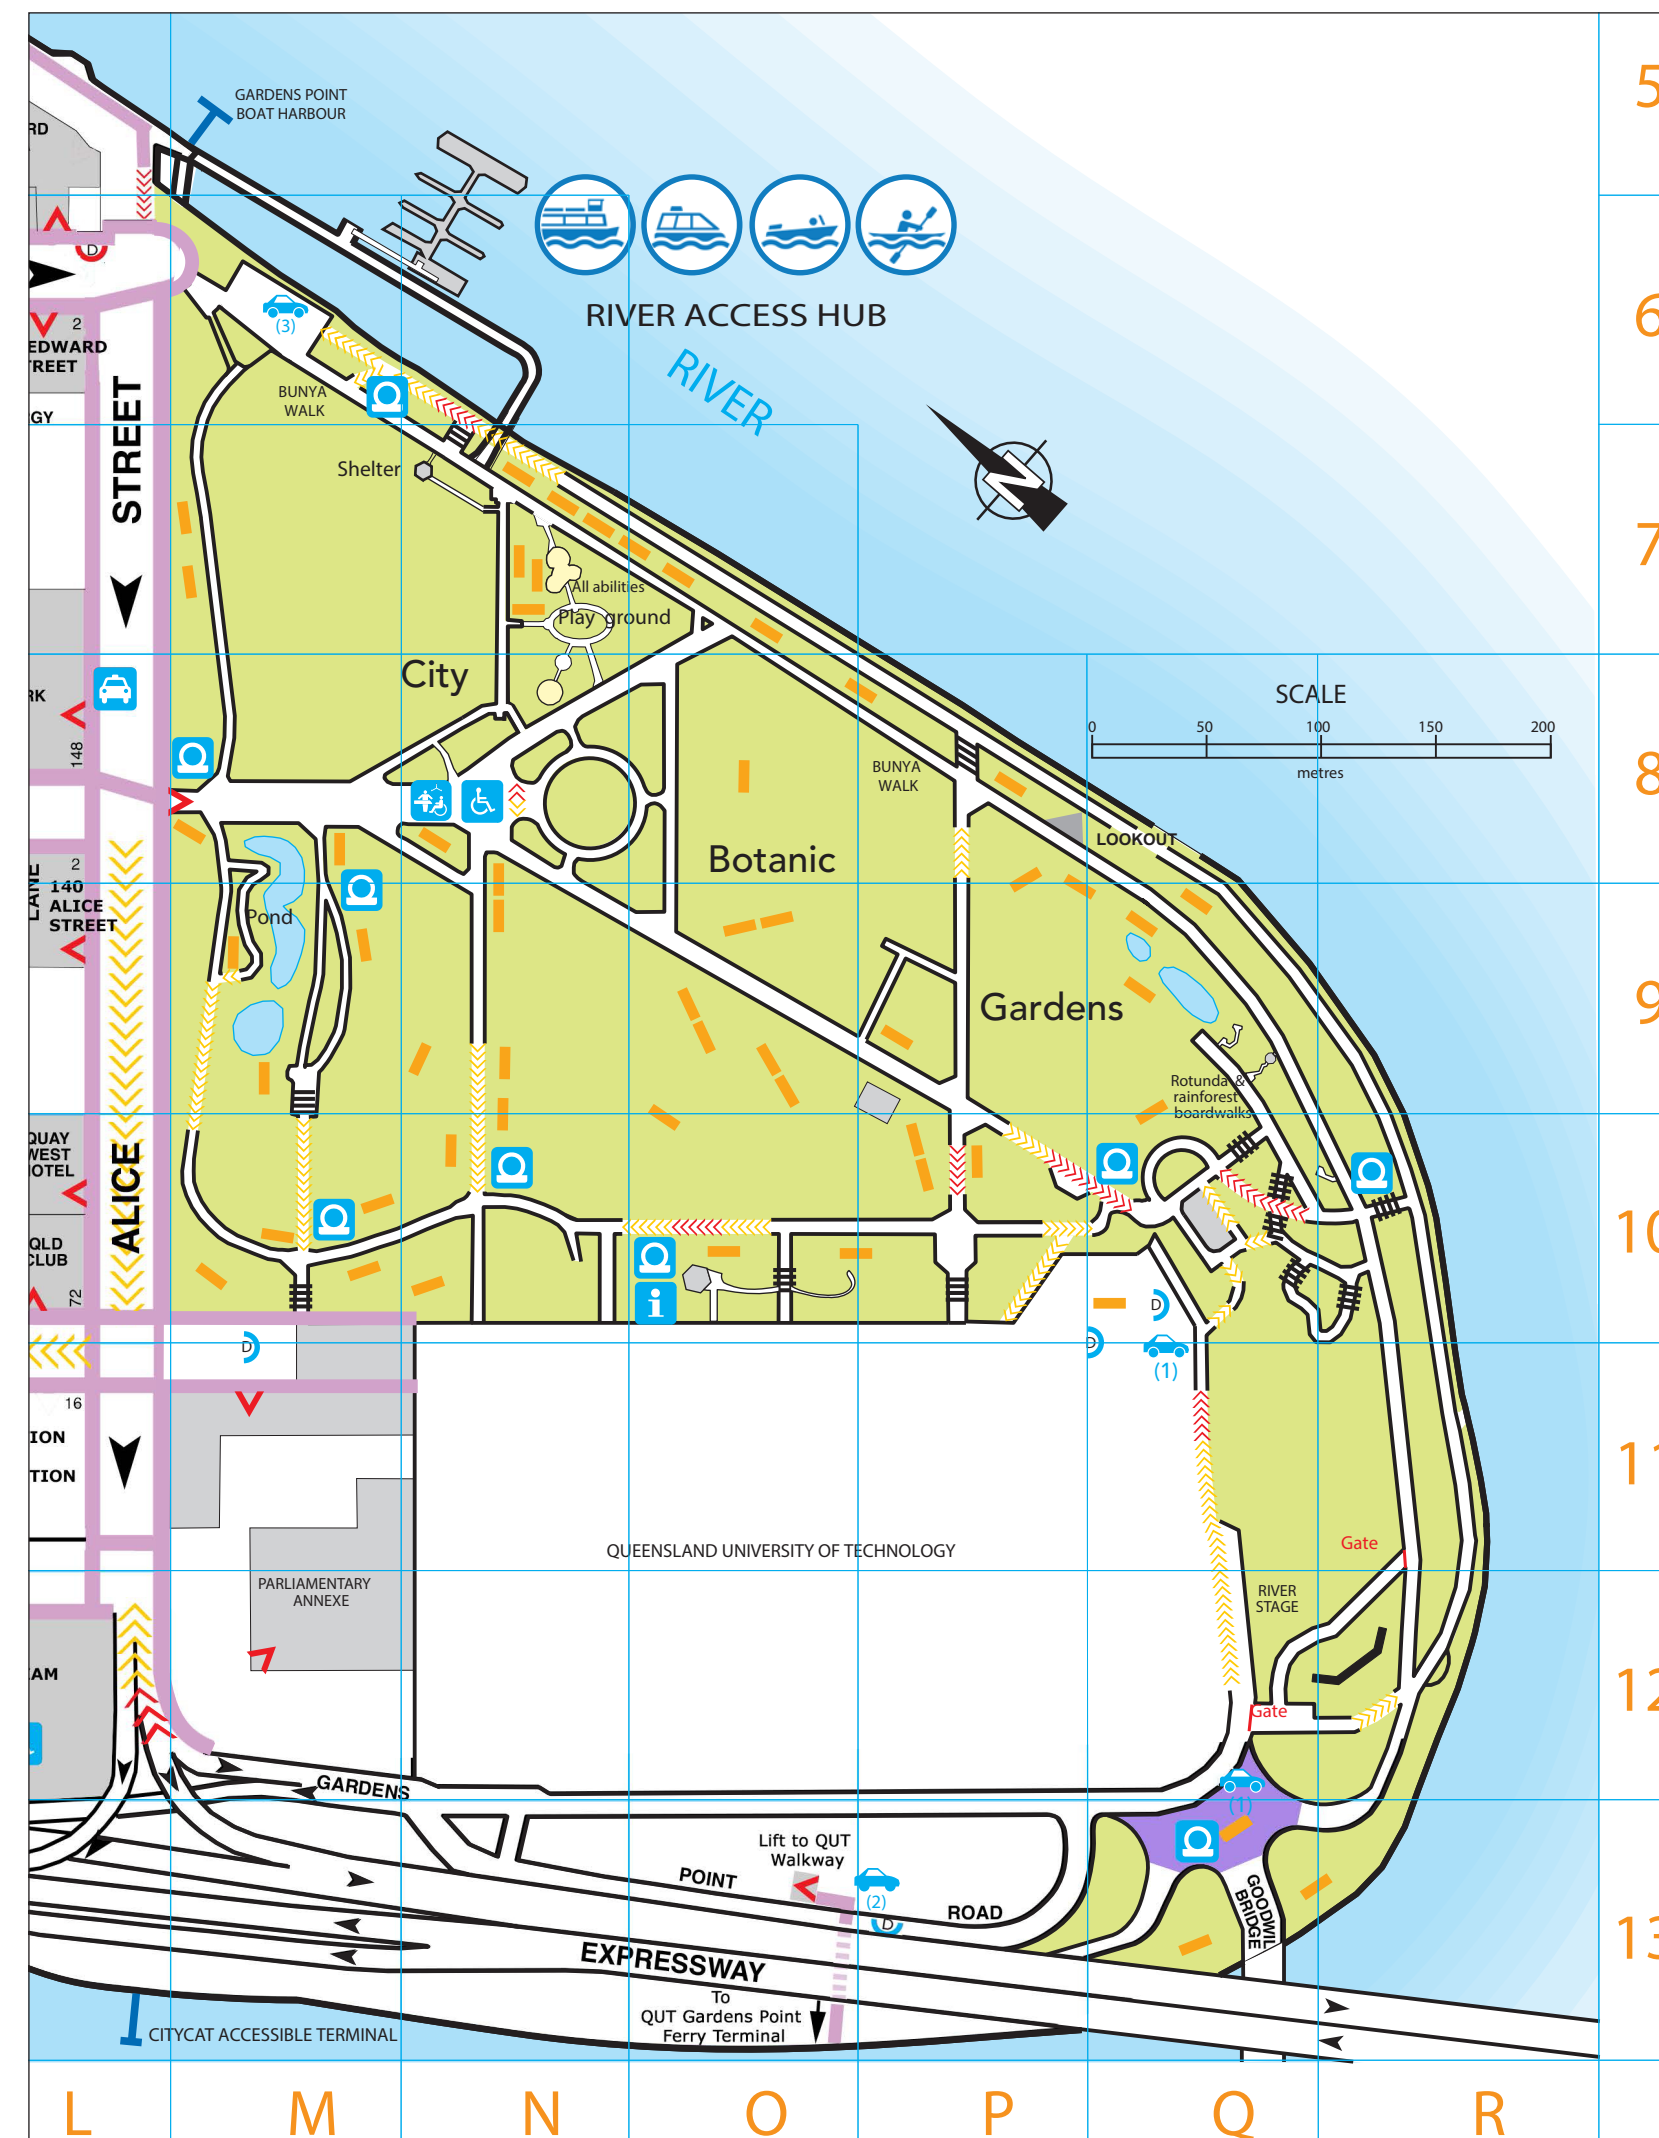 5
GARDENS POINT
BOAT HARBOUR
RD
D
RIVER ACCESS HUB
6
(3)
2
EDWARD
TREET
RIVER
BUNYA
WALK
GY
STREET
Shelter
N
7
All abilities
Play ground
City
SCALE
0 50 100 150 200
metres
RK
148
BUNYA
WALK
8
LOOKOUT
Botanic
2
LANE
140
ALICE
STREET
Pond
Gardens
9
Rotunda &
rainforest
boardwalks
QUAY
WEST
HOTEL
ALICE
10
QLD
CLUB
72
i
D
D
D
(1)
16
ION
TION
11
Gate
QUEENSLAND UNIVERSITY OF TECHNOLOGY
PARLIAMENTARY
ANNEXE
RIVER
STAGE
AM
12
Gate
GARDENS
(1)
Lift to QUT
Walkway
POINT
(2)
ROAD
D
GOODWIL
BRIDGE
13
EXPRESSWAY
To
QUT Gardens Point
Ferry Terminal
CITYCAT ACCESSIBLE TERMINAL
L M N O P Q R